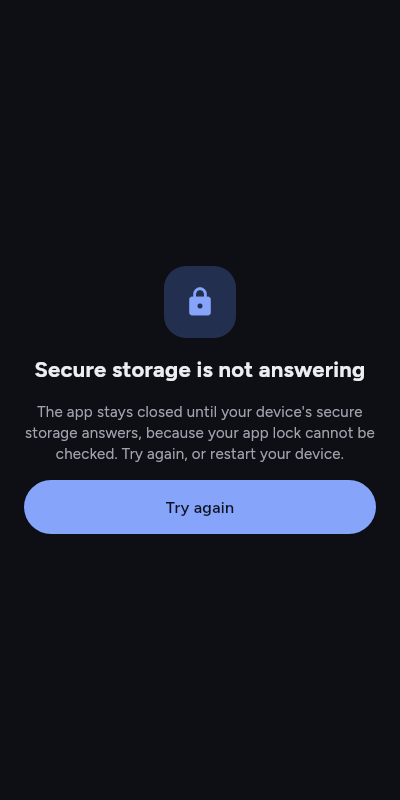 Secure storage is not answering
The app stays closed until your device's secure
storage answers, because your app lock cannot be
checked. Try again, or restart your device.
Try again